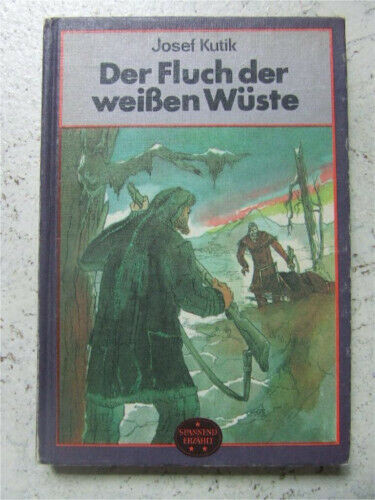 Josef Kutik
Der Fluch der
weißen Wüste
SPANNEND
ERZÄHLT